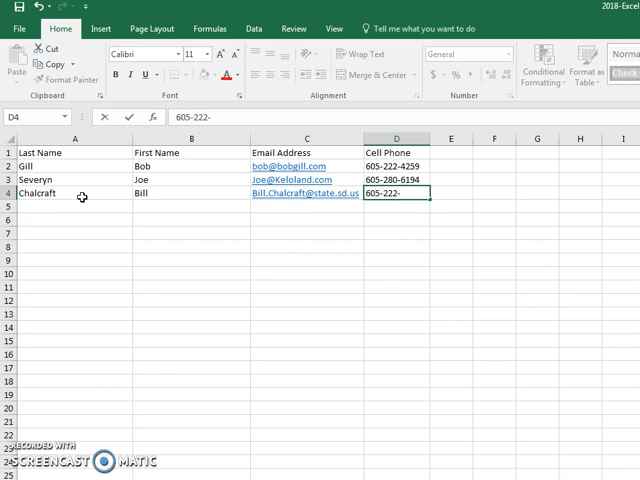 2018-Excel
File Home Insert Page Layout Formulas Data Review View Tell me what you want to do
Cut
Copy
Format Painter
Paste
Clipboard
Calibri 11 A A
B I U A
Font
Wrap Text
Merge & Center
Alignment
General
$ % ,
Number
Conditional Formatting
Format as Table
Norma
Check
D4 fx 605-222-
A B C D E F G H I
1 Last Name First Name Email Address Cell Phone
2 Gill Bob bob@bobgill.com 605-222-4259
3 Severyn Joe Joe@Keloland.com 605-280-6194
4 Chalcraft Bill Bill.Chalcraft@state.sd.us 605-222-
5
6
7
8
9
10
11
12
13
14
15
16
17
18
19
20
21
22
23
24
25
RECORDED WITH
SCREENCAST MATIC